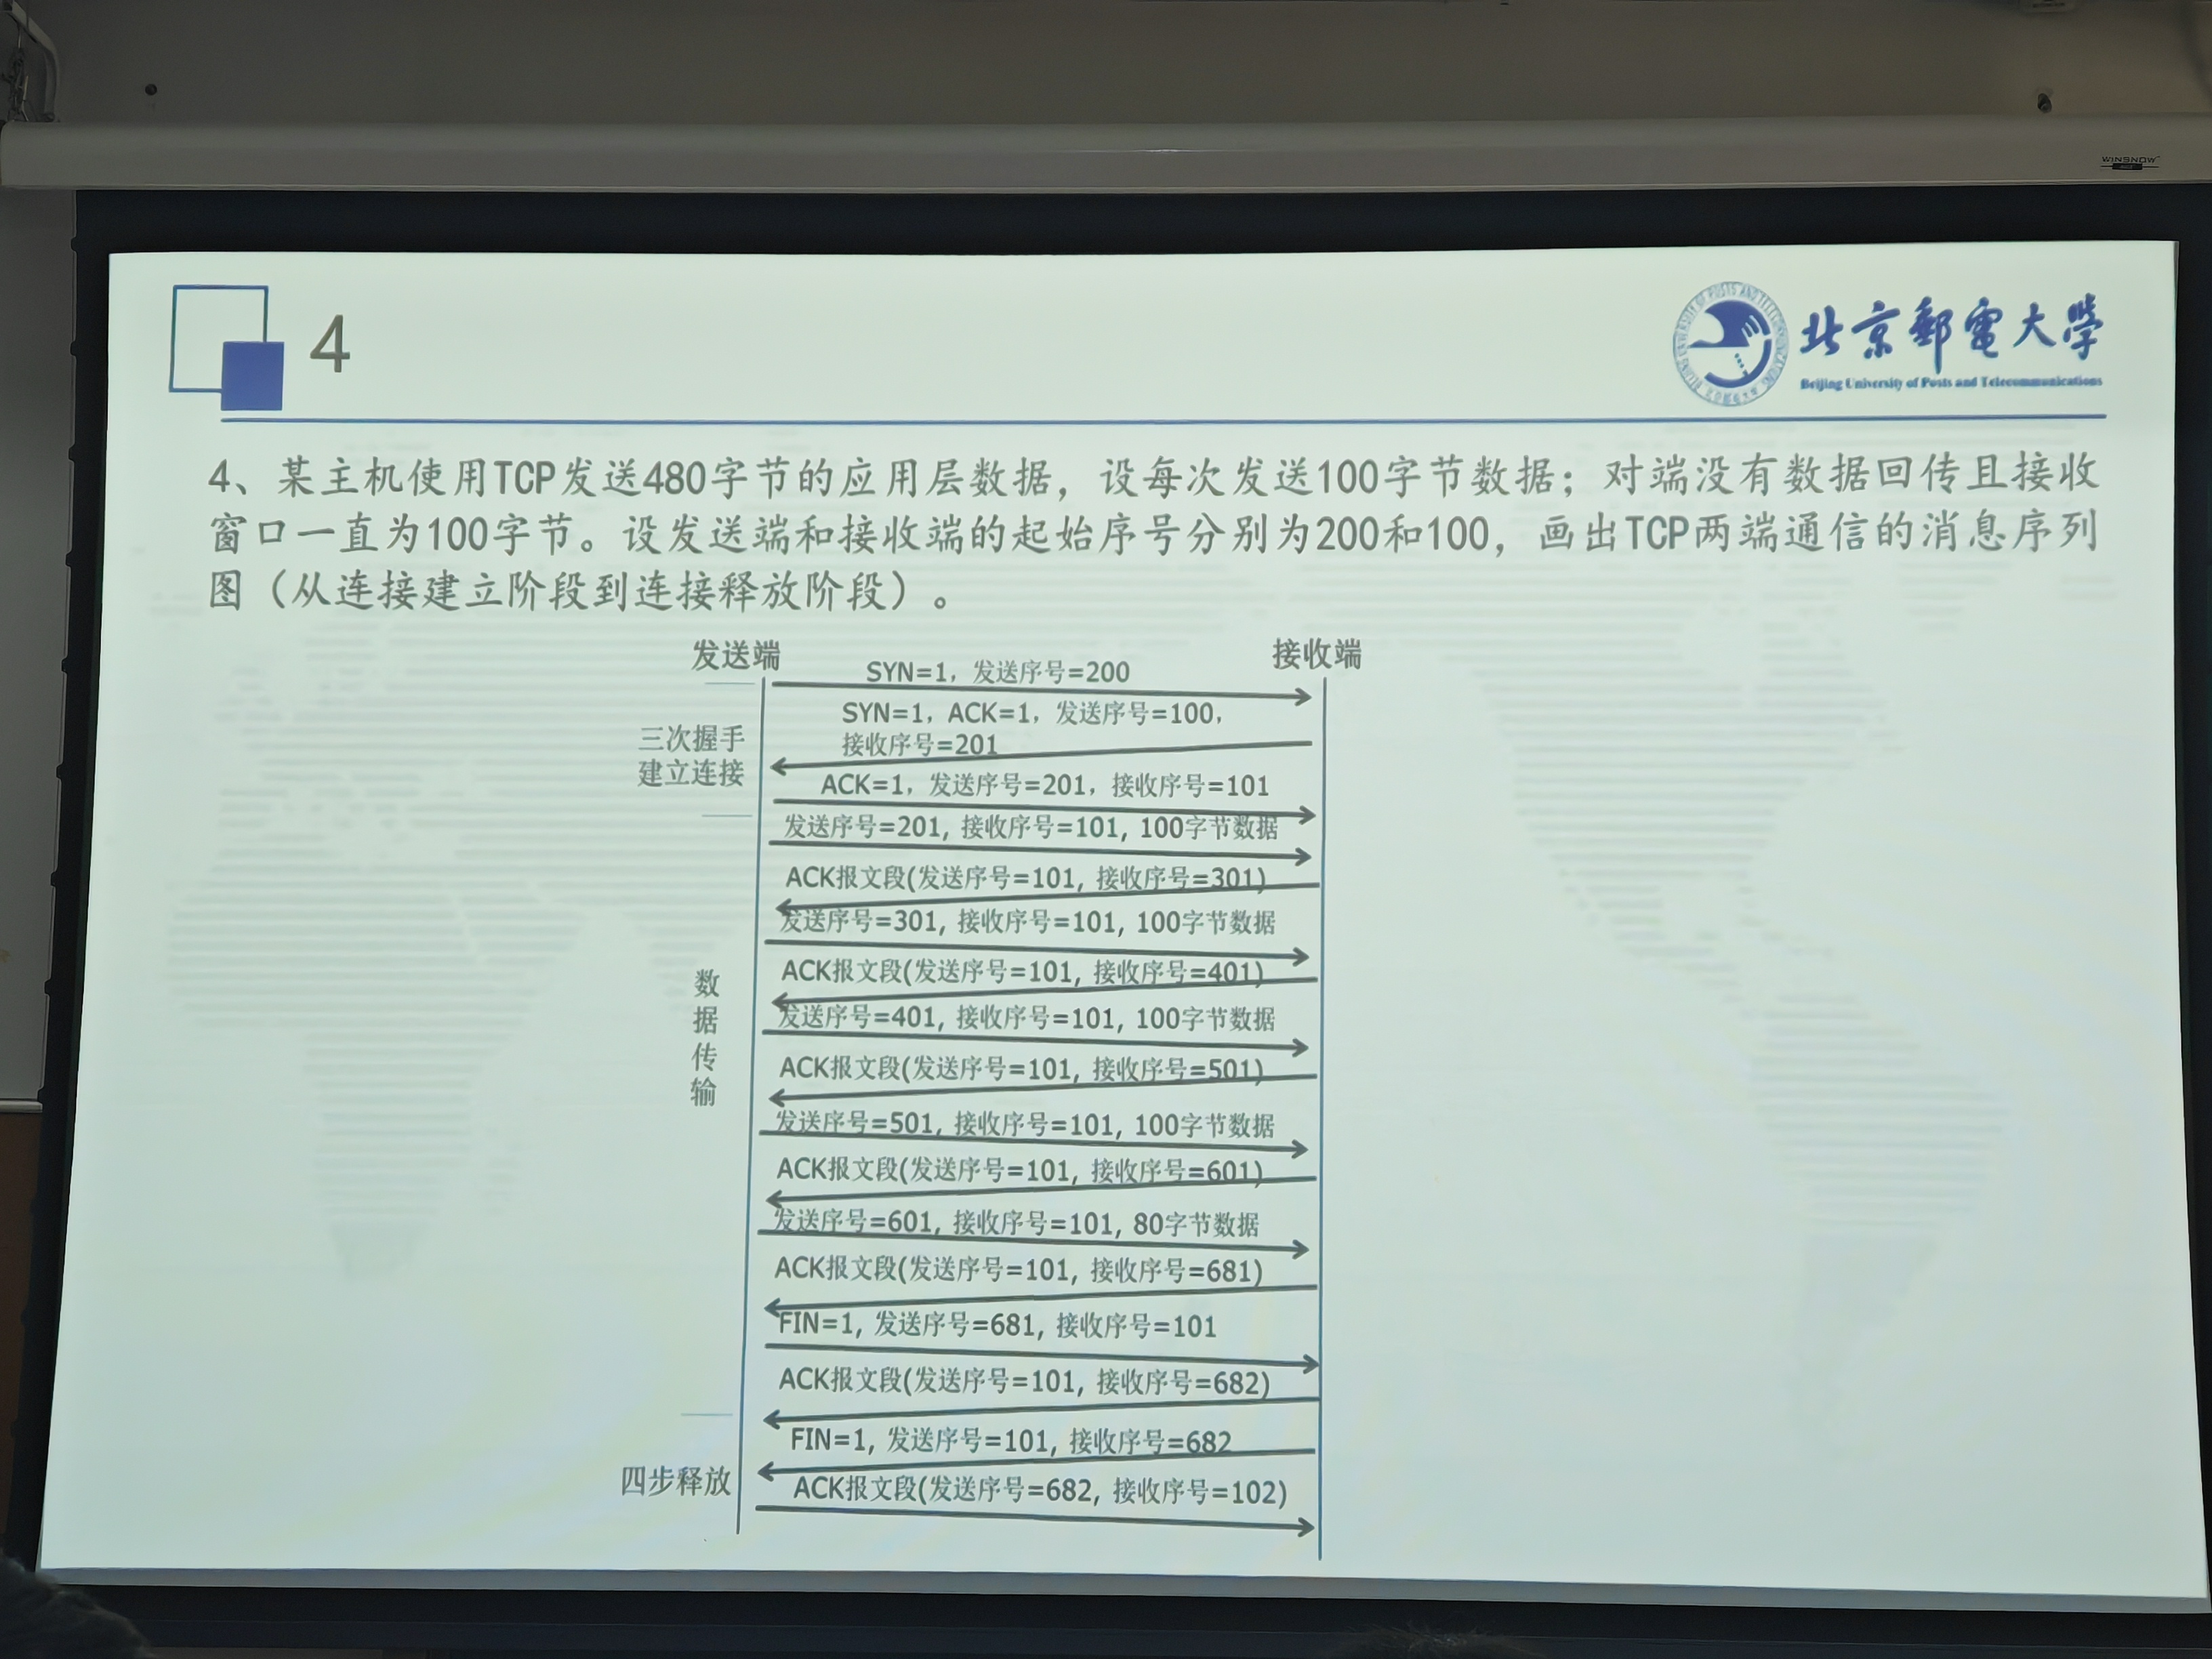 WINSNOW
4
北京郵電大學
Beijing University of Posts and Telecommunications
4、某主机使用TCP发送480字节的应用层数据，设每次发送100字节数据；对端没有数据回传且接收
窗口一直为100字节。设发送端和接收端的起始序号分别为200和100，画出TCP两端通信的消息序列
图（从连接建立阶段到连接释放阶段）。
发送端
接收端
SYN=1，发送序号=200
SYN=1，ACK=1，发送序号=100，
接收序号=201
三次握手
建立连接
ACK=1，发送序号=201，接收序号=101
发送序号=201, 接收序号=101, 100字节数据
ACK报文段(发送序号=101, 接收序号=301)
发送序号=301, 接收序号=101, 100字节数据
ACK报文段(发送序号=101, 接收序号=401)
数
据
传
输
发送序号=401, 接收序号=101, 100字节数据
ACK报文段(发送序号=101, 接收序号=501)
发送序号=501, 接收序号=101, 100字节数据
ACK报文段(发送序号=101, 接收序号=601)
发送序号=601, 接收序号=101, 80字节数据
ACK报文段(发送序号=101, 接收序号=681)
FIN=1, 发送序号=681, 接收序号=101
ACK报文段(发送序号=101, 接收序号=682)
FIN=1, 发送序号=101, 接收序号=682
四步释放
ACK报文段(发送序号=682, 接收序号=102)